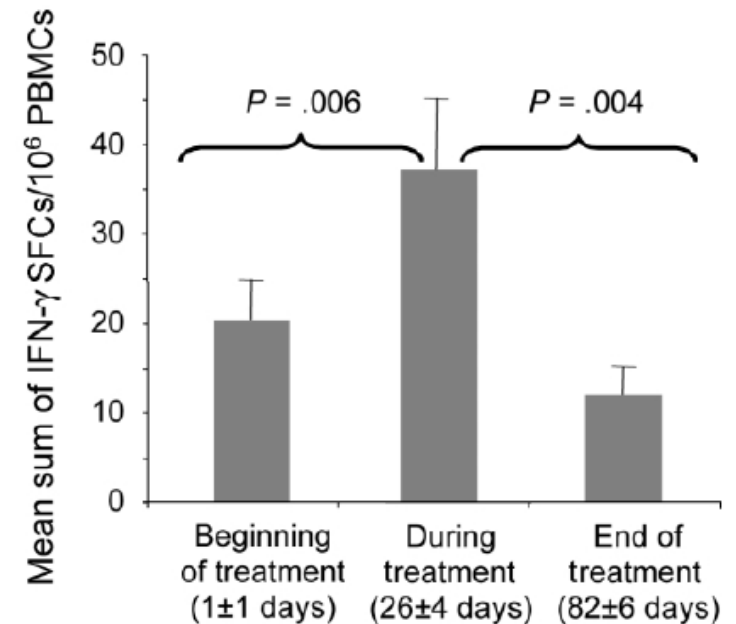 Mean sum of IFN-γ SFCs/10⁶ PBMCs
50
40
30
20
10
0
P = .006
P = .004
Beginning
of treatment
(1±1 days)
During
treatment
(26±4 days)
End of
treatment
(82±6 days)